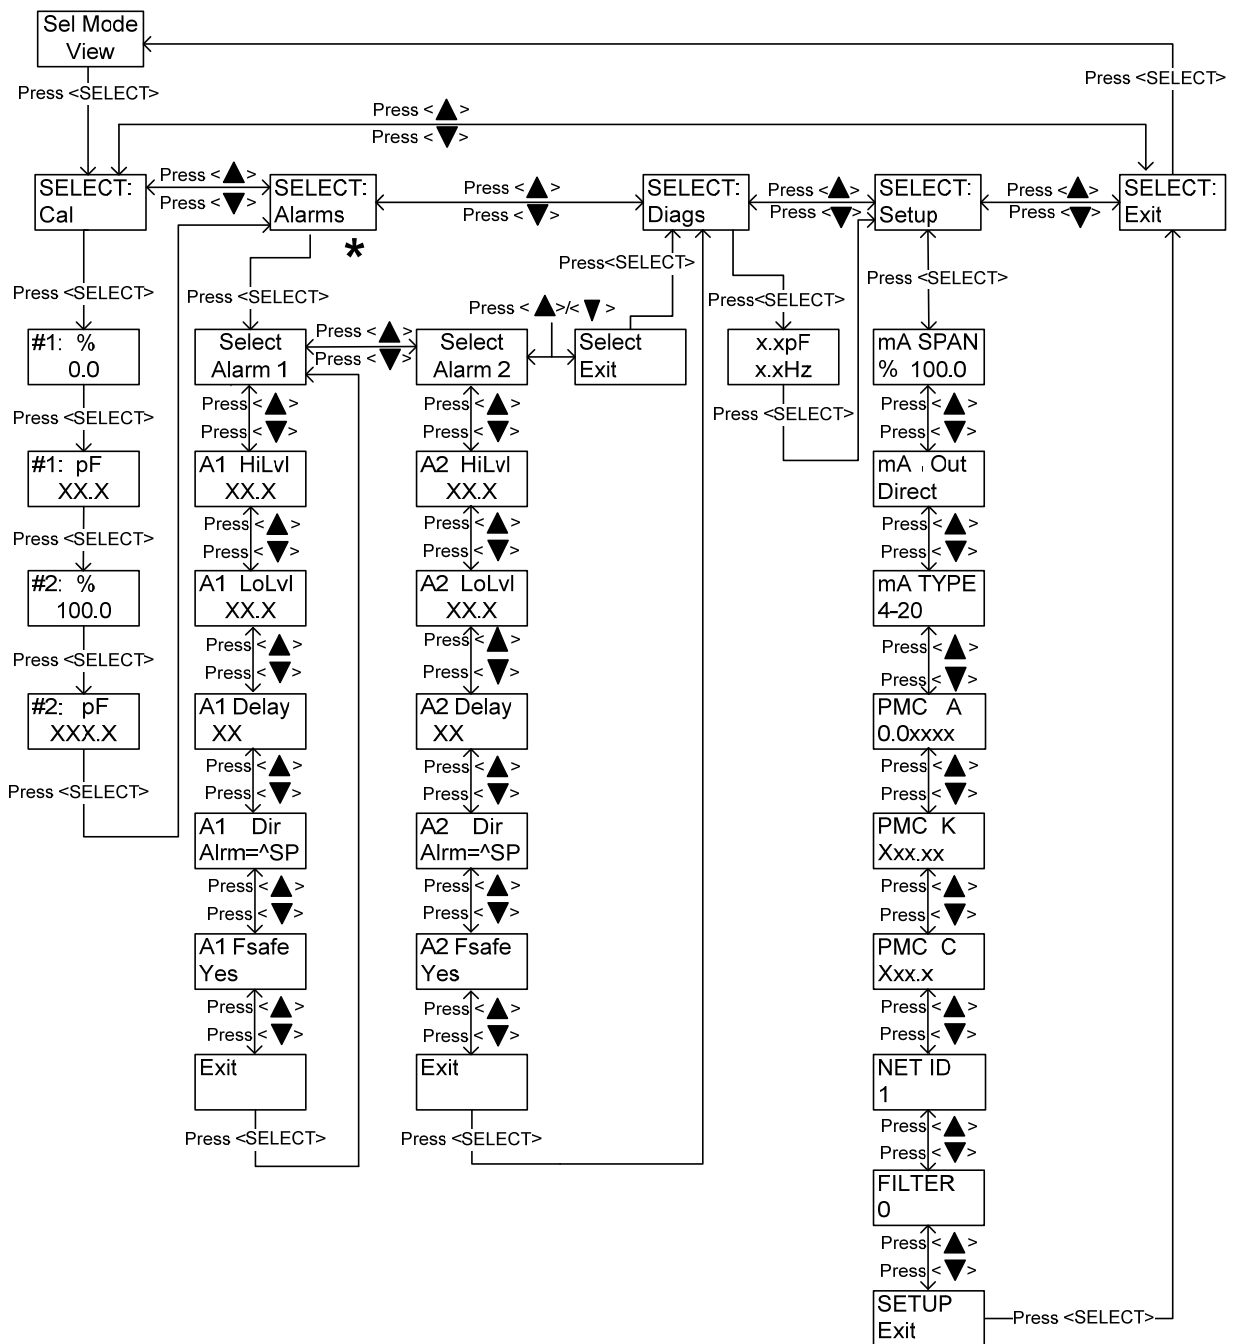 Sel Mode
View
Press <SELECT>
Press <SELECT>
Press <▲>
Press <▼>
SELECT:
Cal
Press <▲>
Press <▼>
SELECT:
Alarms
*
Press <▲>
Press <▼>
SELECT:
Diags
Press <▲>
Press <▼>
SELECT:
Setup
Press <▲>
Press <▼>
SELECT:
Exit
Press <SELECT>
#1: %
0.0
Press <SELECT>
#1: pF
XX.X
Press <SELECT>
#2: %
100.0
Press <SELECT>
#2: pF
XXX.X
Press <SELECT>
Press <SELECT>
Select
Alarm 1
Press <▲>
Press <▼>
A1 HiLvl
XX.X
Press <▲>
Press <▼>
A1 LoLvl
XX.X
Press <▲>
Press <▼>
A1 Delay
XX
Press <▲>
Press <▼>
A1 Dir
Alrm=^SP
Press <▲>
Press <▼>
A1 Fsafe
Yes
Press <▲>
Press <▼>
Exit
Press <SELECT>
Press <▲>
Press <▼>
Select
Alarm 2
Press <▲>
Press <▼>
A2 HiLvl
XX.X
Press <▲>
Press <▼>
A2 LoLvl
XX.X
Press <▲>
Press <▼>
A2 Delay
XX
Press <▲>
Press <▼>
A2 Dir
Alrm=^SP
Press <▲>
Press <▼>
A2 Fsafe
Yes
Press <▲>
Press <▼>
Exit
Press <SELECT>
Press <▲>/<▼>
Select
Exit
Press<SELECT>
Press<SELECT>
x.xpF
x.xHz
Press <SELECT>
Press <SELECT>
mA SPAN
% 100.0
Press <▲>
Press <▼>
mA Out
Direct
Press <▲>
Press <▼>
mA TYPE
4-20
Press <▲>
Press <▼>
PMC A
0.0xxxx
Press <▲>
Press <▼>
PMC K
Xxx.xx
Press <▲>
Press <▼>
PMC C
Xxx.x
Press <▲>
Press <▼>
NET ID
1
Press <▲>
Press <▼>
FILTER
0
Press <▲>
Press <▼>
SETUP
Exit
Press <SELECT>